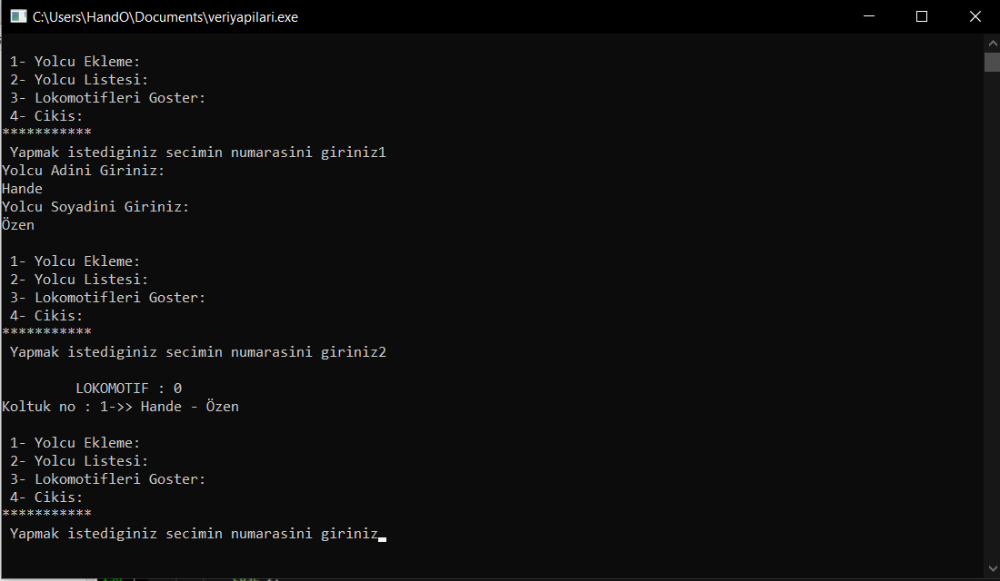 C:\Users\HandO\Documents\veriyapilari.exe
1- Yolcu Ekleme:
2- Yolcu Listesi:
3- Lokomotifleri Goster:
4- Cikis:
***********
Yapmak istediginiz secimin numarasini giriniz1
Yolcu Adini Giriniz:
Hande
Yolcu Soyadini Giriniz:
Özen
1- Yolcu Ekleme:
2- Yolcu Listesi:
3- Lokomotifleri Goster:
4- Cikis:
***********
Yapmak istediginiz secimin numarasini giriniz2
LOKOMOTIF : 0
Koltuk no : 1->> Hande - Özen
1- Yolcu Ekleme:
2- Yolcu Listesi:
3- Lokomotifleri Goster:
4- Cikis:
***********
Yapmak istediginiz secimin numarasini giriniz